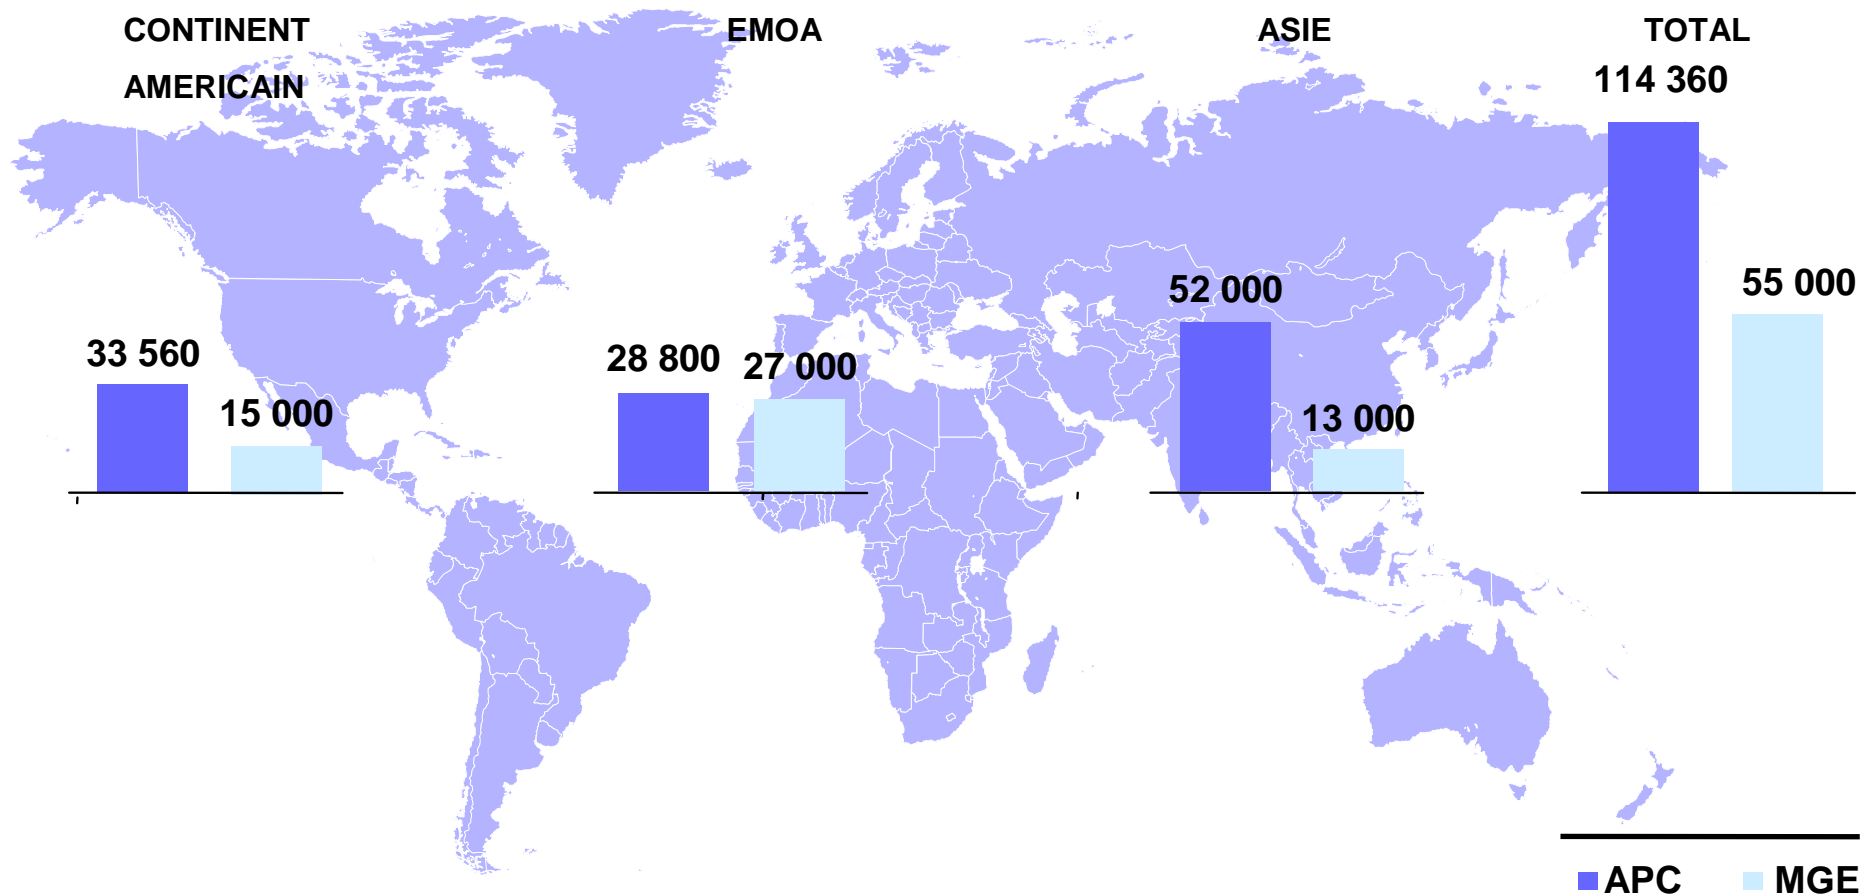 CONTINENT
AMERICAIN
EMOA
ASIE
TOTAL
114 360
55 000
52 000
13 000
33 560
15 000
28 800
27 000
APC
MGE